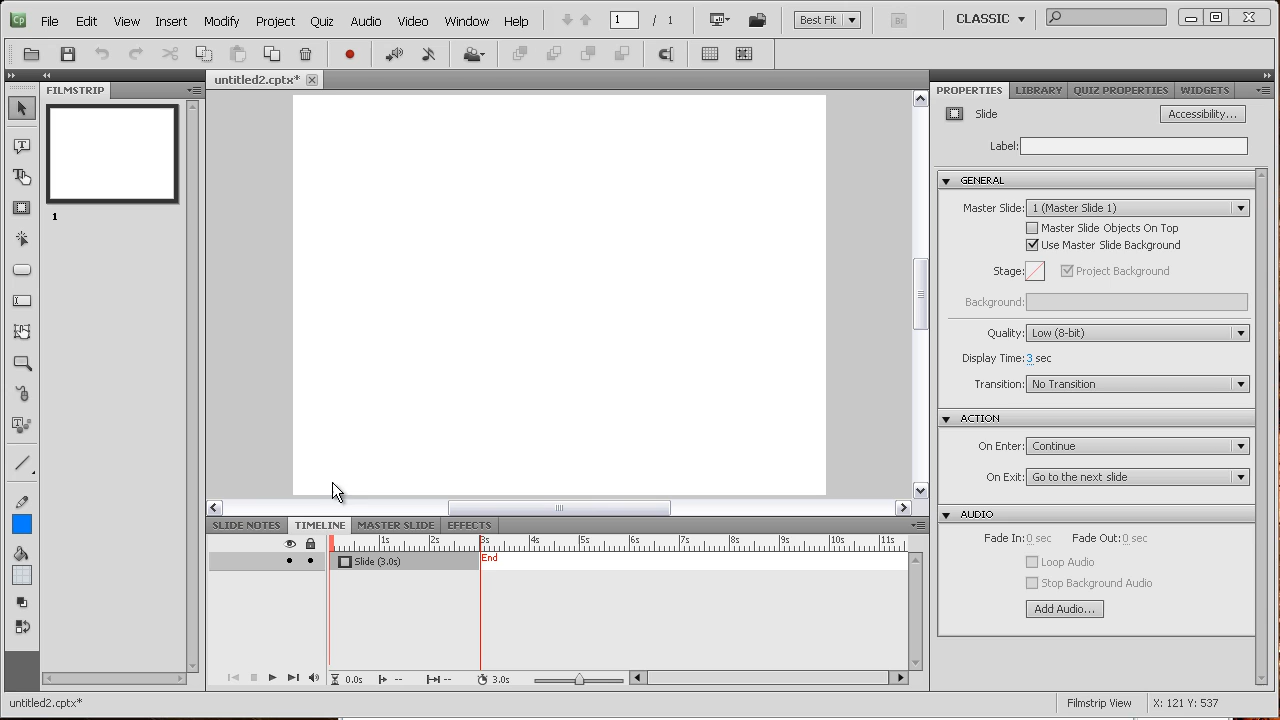 Cp File Edit View Insert Modify Project Quiz Audio Video Window Help 1 / 1 Best Fit Br CLASSIC
untitled2.cptx*
FILMSTRIP
1
SLIDE NOTES TIMELINE MASTER SLIDE EFFECTS
1s 2s 3s 4s 5s 6s 7s 8s 9s 10s 11s
Slide (3.0s) End
0.0s -- -- 3.0s
PROPERTIES LIBRARY QUIZ PROPERTIES WIDGETS
Slide Accessibility...
Label:
GENERAL
Master Slide: 1 (Master Slide 1)
Master Slide Objects On Top
Use Master Slide Background
Stage: Project Background
Background:
Quality: Low (8-bit)
Display Time: 3 sec
Transition: No Transition
ACTION
On Enter: Continue
On Exit: Go to the next slide
AUDIO
Fade In: 0 sec Fade Out: 0 sec
Loop Audio
Stop Background Audio
Add Audio...
untitled2.cptx* Filmstrip View X: 121 Y: 537